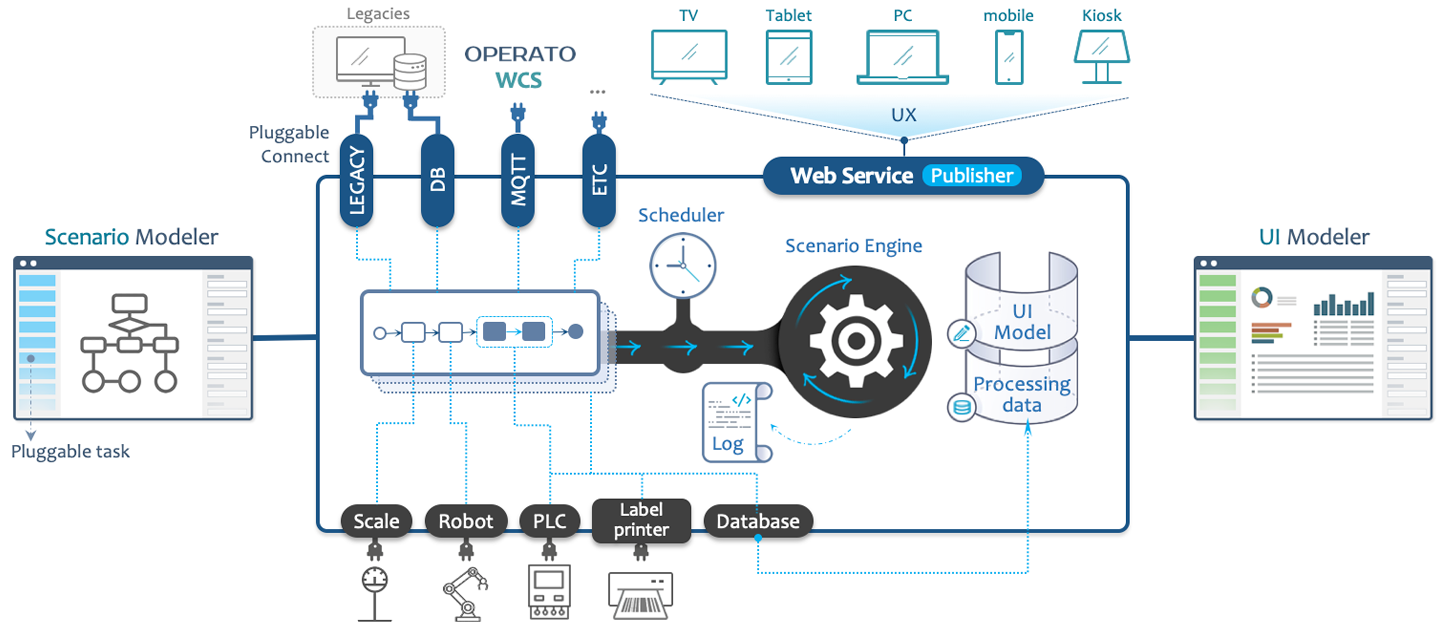 Legacies
OPERATO
WCS
...
TV
Tablet
PC
mobile
Kiosk
UX
Pluggable
Connect
LEGACY
DB
MQTT
ETC
Web Service Publisher
Scenario Modeler
Pluggable task
Scheduler
Scenario Engine
UI
Model
Processing
data
</>
Log
UI Modeler
Scale
Robot
PLC
Label
printer
Database